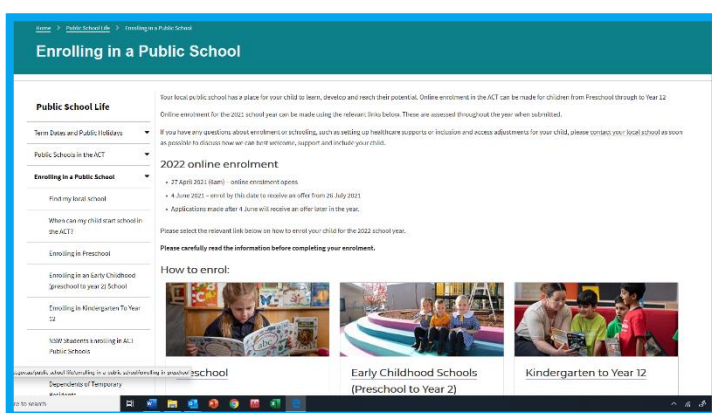 Home > Public School Life > Enrolling in a Public School
Enrolling in a Public School
Public School Life
Term Dates and Public Holidays
Public Schools in the ACT
Enrolling in a Public School
Find my local school
When can my child start school in
the ACT?
Enrolling in Preschool
Enrolling in an Early Childhood
(preschool to year 2) School
Enrolling in Kindergarten To Year
12
NSW Students Enrolling in ACT
Public Schools
Dependents of Temporary
Your local public school has a place for your child to learn, develop and reach their potential. Online enrolment in the ACT can be made for children from Preschool through to Year 12
Online enrolment for the 2021 school year can be made using the relevant links below. These are assessed throughout the year when submitted.
If you have any questions about enrolment or schooling, such as setting up healthcare supports or inclusion and access adjustments for your child, please contact your local school as soon
as possible to discuss how we can best welcome, support and include your child.
2022 online enrolment
• 27 April 2021 (6am) - online enrolment opens
• 4 June 2021 – enrol by this date to receive an offer from 26 July 2021
• Applications made after 4 June will receive an offer later in the year.
Please select the relevant link below on how to enrol your child for the 2022 school year.
Please carefully read the information before completing your enrolment.
How to enrol:
eschool
Early Childhood Schools
(Preschool to Year 2)
Kindergarten to Year 12
to search